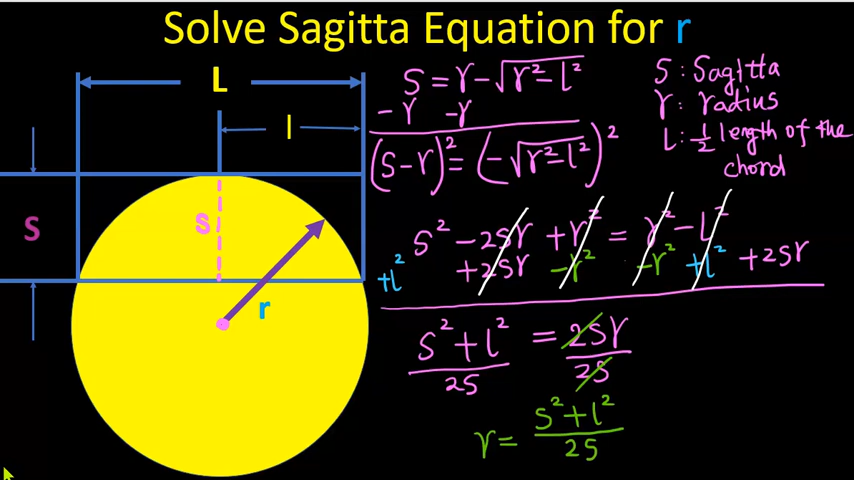 Solve Sagitta Equation for r
L
l
S
S
r
S = r - √r² - l²
- r - r
(S - r)² = (-√r² - l²)²
S² - 2Sr + r² = r² - l²
+l² +2Sr -r² -r² +l² +2Sr
S² + l² = 2Sr
2S 2S
r = S² + l²
2S
S : Sagitta
r : radius
L : 1/2 length of the
chord